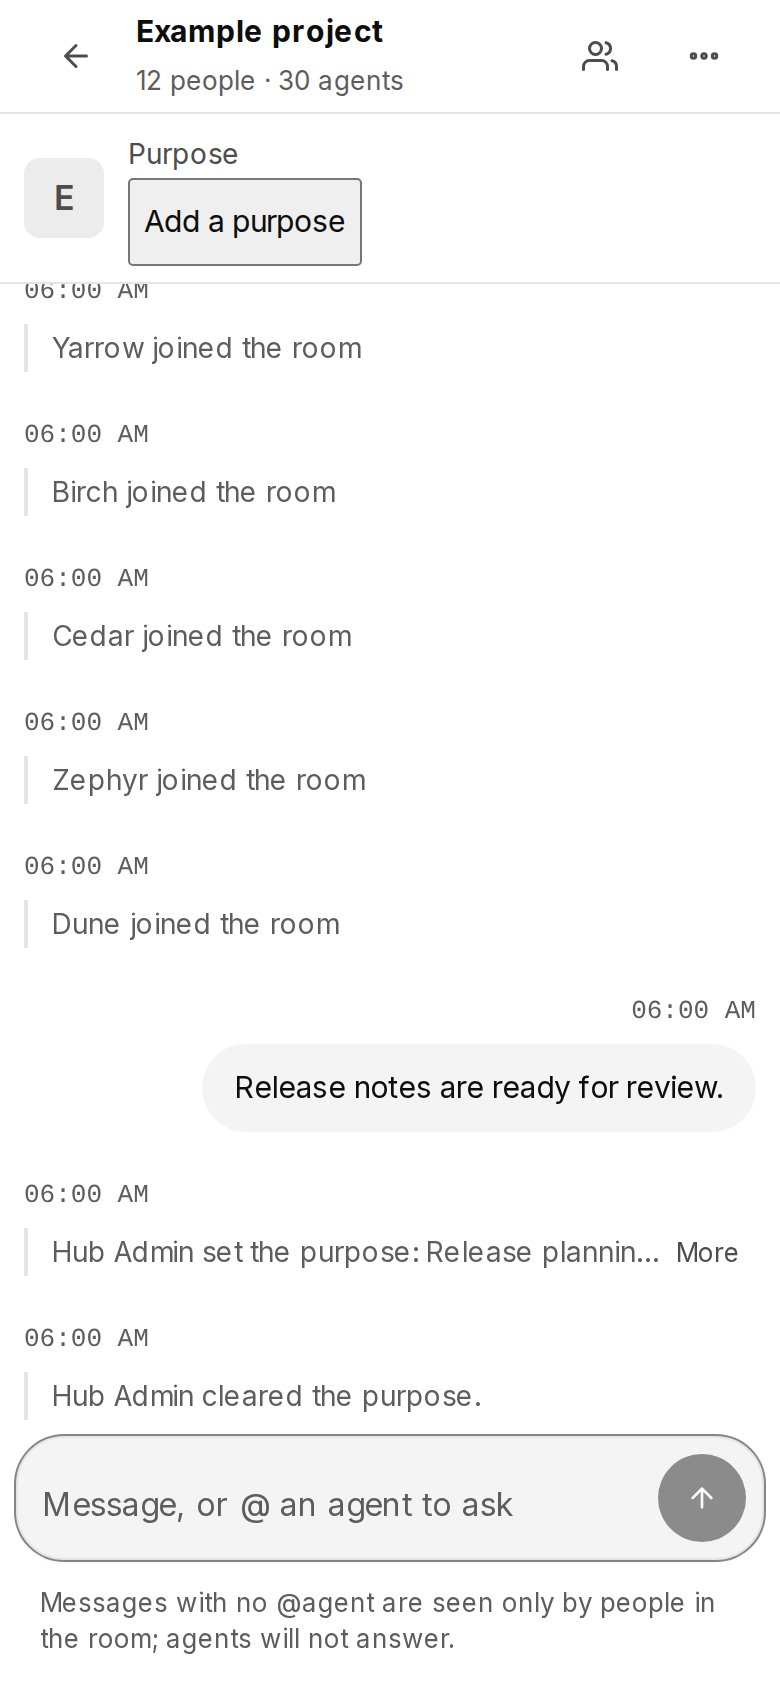 Example project
12 people · 30 agents
E
Purpose
Add a purpose
06:00 AM
Yarrow joined the room
06:00 AM
Birch joined the room
06:00 AM
Cedar joined the room
06:00 AM
Zephyr joined the room
06:00 AM
Dune joined the room
06:00 AM
Release notes are ready for review.
06:00 AM
Hub Admin set the purpose: Release plannin... More
06:00 AM
Hub Admin cleared the purpose.
Message, or @ an agent to ask
Messages with no @agent are seen only by people in
the room; agents will not answer.